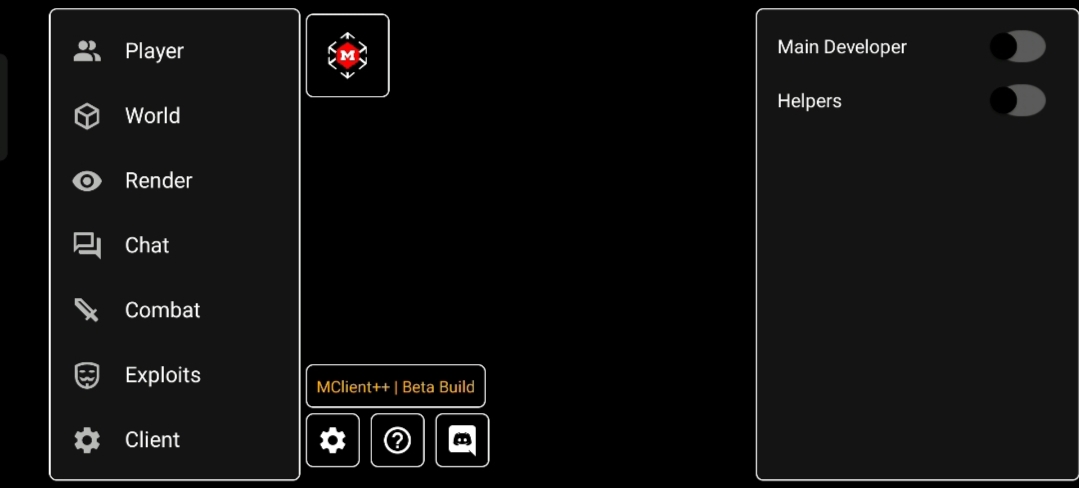 Player
World
Render
Chat
Combat
Exploits
Client
M
MClient++ | Beta Build
Main Developer
Helpers